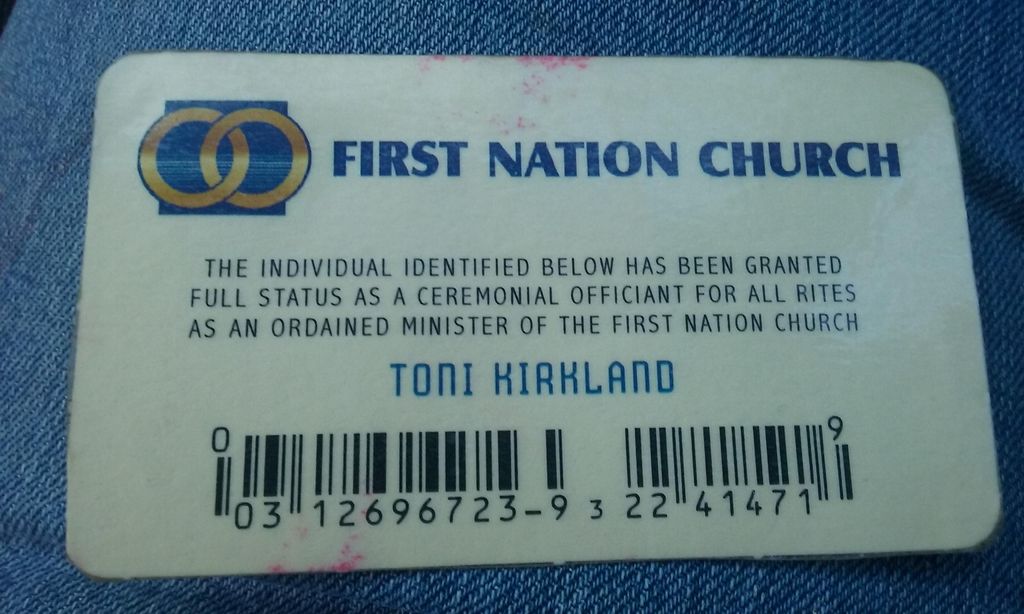 FIRST NATION CHURCH
THE INDIVIDUAL IDENTIFIED BELOW HAS BEEN GRANTED
FULL STATUS AS A CEREMONIAL OFFICIANT FOR ALL RITES
AS AN ORDAINED MINISTER OF THE FIRST NATION CHURCH
TONI KIRKLAND
0 9
03 12696723-9 3 22 41471